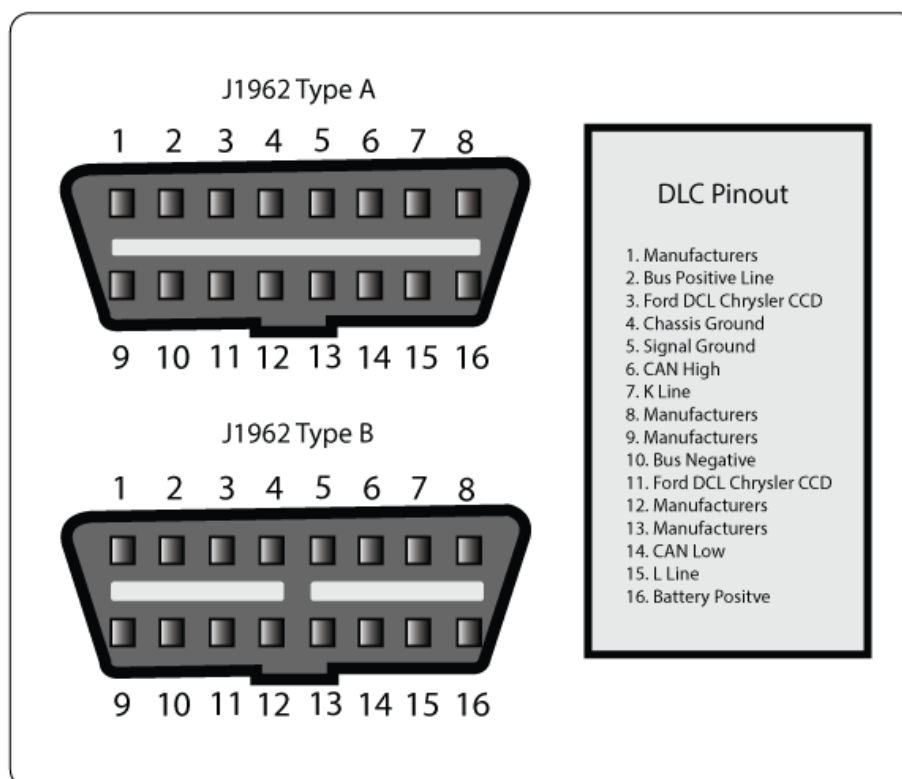 J1962 Type A
1 2 3 4 5 6 7 8
9 10 11 12 13 14 15 16
J1962 Type B
1 2 3 4 5 6 7 8
9 10 11 12 13 14 15 16
DLC Pinout
1. Manufacturers
2. Bus Positive Line
3. Ford DCL Chrysler CCD
4. Chassis Ground
5. Signal Ground
6. CAN High
7. K Line
8. Manufacturers
9. Manufacturers
10. Bus Negative
11. Ford DCL Chrysler CCD
12. Manufacturers
13. Manufacturers
14. CAN Low
15. L Line
16. Battery Positve